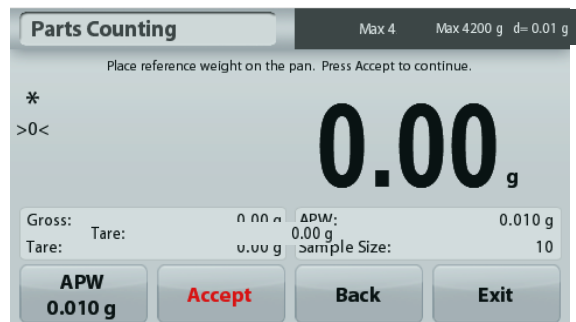 Parts Counting
Max 4 Max 4200 g d= 0.01 g
Place reference weight on the pan. Press Accept to continue.
*
>0<
0.00 g
Gross: 0.00 g APW: 0.010 g
Tare: 0.00 g
Tare: 0.00 g Sample Size: 10
APW
0.010 g
Accept Back Exit